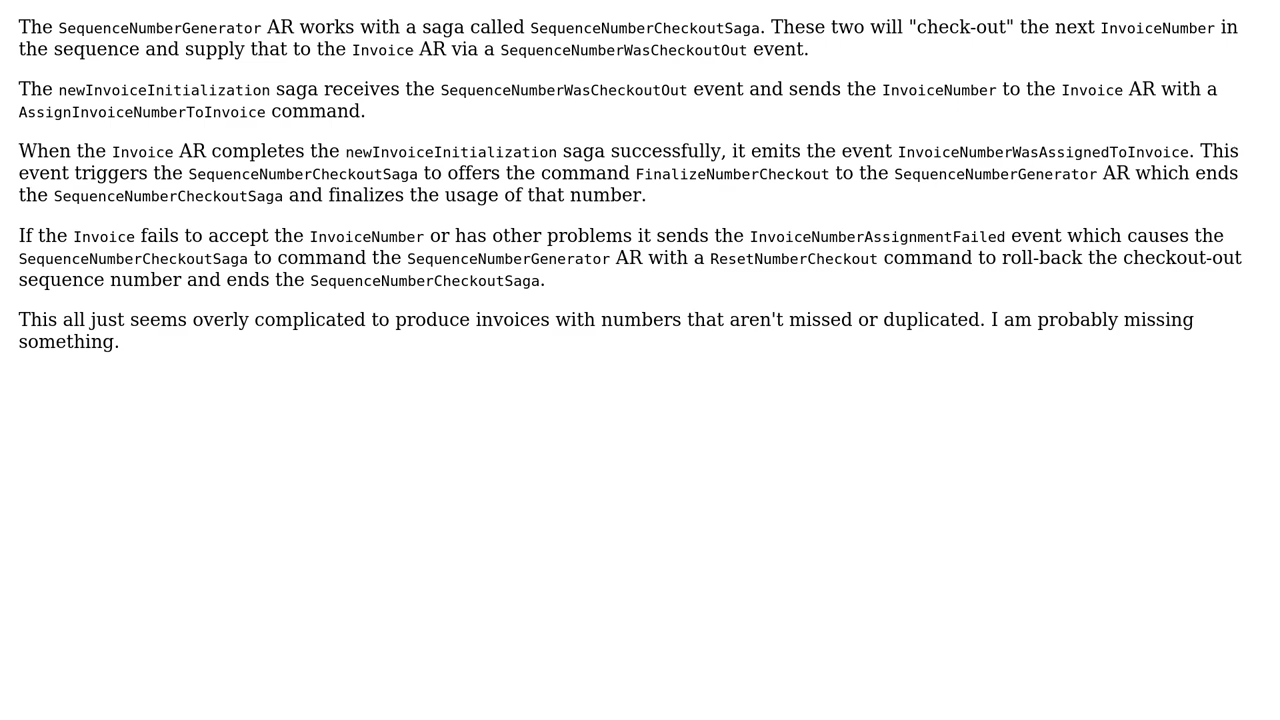 The SequenceNumberGenerator AR works with a saga called SequenceNumberCheckoutSaga. These two will "check-out" the next InvoiceNumber in
the sequence and supply that to the Invoice AR via a SequenceNumberWasCheckoutOut event.
The newInvoiceInitialization saga receives the SequenceNumberWasCheckoutOut event and sends the InvoiceNumber to the Invoice AR with a
AssignInvoiceNumberToInvoice command.
When the Invoice AR completes the newInvoiceInitialization saga successfully, it emits the event InvoiceNumberWasAssignedToInvoice. This
event triggers the SequenceNumberCheckoutSaga to offers the command FinalizeNumberCheckout to the SequenceNumberGenerator AR which ends
the SequenceNumberCheckoutSaga and finalizes the usage of that number.
If the Invoice fails to accept the InvoiceNumber or has other problems it sends the InvoiceNumberAssignmentFailed event which causes the
SequenceNumberCheckoutSaga to command the SequenceNumberGenerator AR with a ResetNumberCheckout command to roll-back the checkout-out
sequence number and ends the SequenceNumberCheckoutSaga.
This all just seems overly complicated to produce invoices with numbers that aren't missed or duplicated. I am probably missing
something.